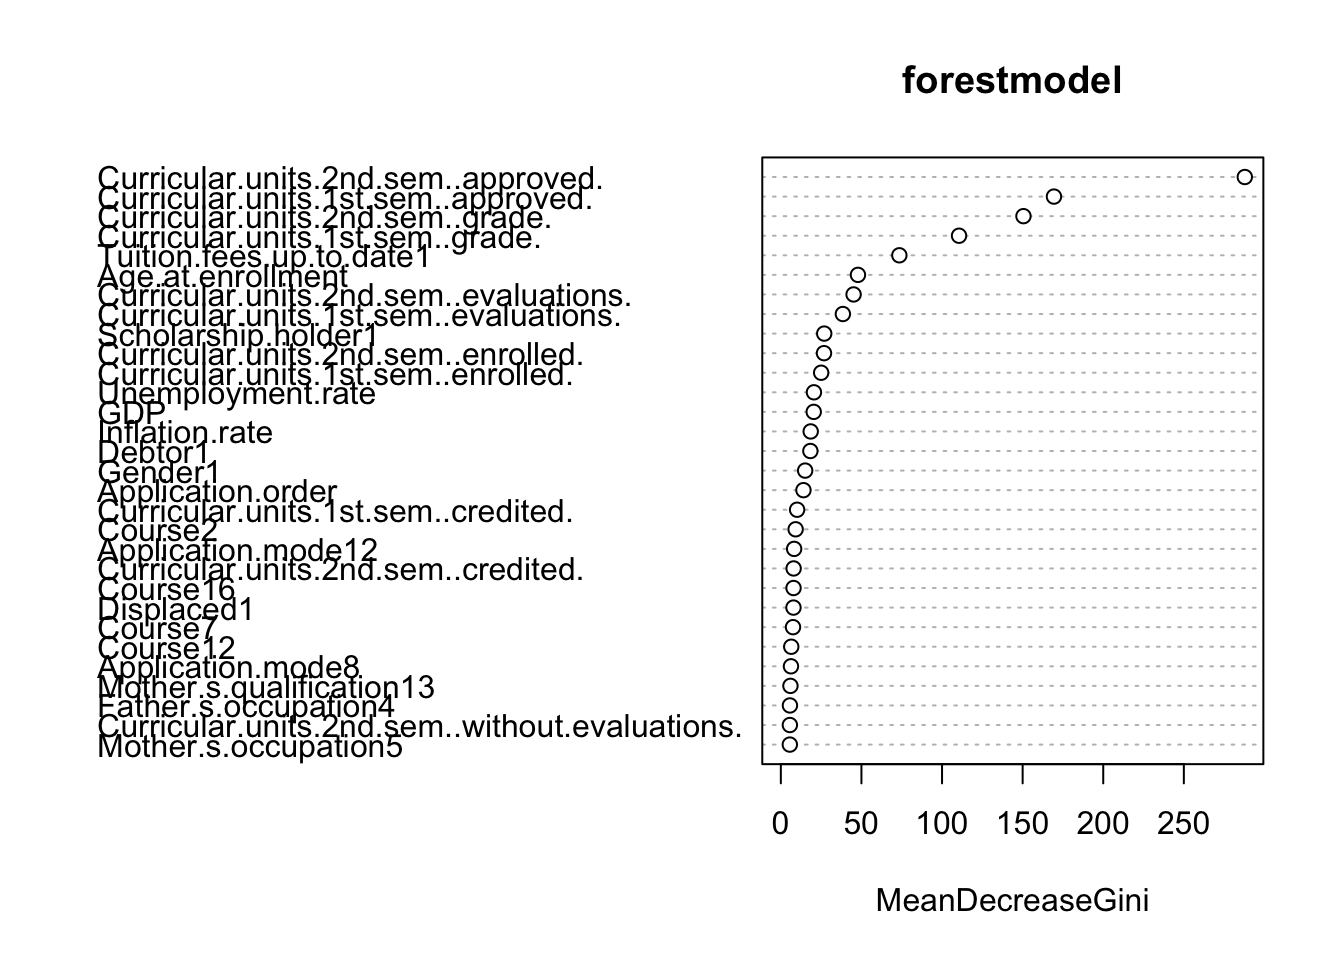 forestmodel
Curricular.units.2nd.sem..approved.
Curricular.units.1st.sem..approved.
Curricular.units.2nd.sem..grade.
Curricular.units.1st.sem..grade.
Tuition.fees.up.to.date1
Age.at.enrollment
Curricular.units.2nd.sem..evaluations.
Curricular.units.1st.sem..evaluations.
Scholarship.holder1
Curricular.units.2nd.sem..enrolled.
Curricular.units.1st.sem..enrolled.
Unemployment.rate
GDP
Inflation.rate
Debtor1
Gender1
Application.order
Curricular.units.1st.sem..credited.
Course2
Application.mode12
Curricular.units.2nd.sem..credited.
Course16
Displaced1
Course7
Course12
Application.mode8
Mother.s.qualification13
Father.s.occupation4
Curricular.units.2nd.sem..without.evaluations.
Mother.s.occupation5
0 50 100 150 200 250
MeanDecreaseGini